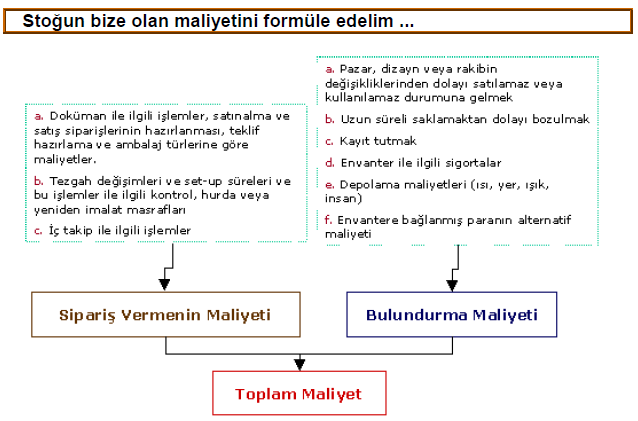 Stoğun bize olan maliyetini formüle edelim ...
a. Doküman ile ilgili işlemler, satınalma ve
satış siparişlerinin hazırlanması, teklif
hazırlama ve ambalaj türlerine göre
maliyetler.
b. Tezgah değişimleri ve set-up süreleri ve
bu işlemler ile ilgili kontrol, hurda veya
yeniden imalat masrafları
c. İç takip ile ilgili işlemler
a. Pazar, dizayn veya rakibin
değişikliklerinden dolayı satılamaz veya
kullanılamaz durumuna gelmek
b. Uzun süreli saklamaktan dolayı bozulmak
c. Kayıt tutmak
d. Envanter ile ilgili sigortalar
e. Depolama maliyetleri (ısı, yer, ışık,
insan)
f. Envantere bağlanmış paranın alternatif
maliyeti
Sipariş Vermenin Maliyeti
Bulundurma Maliyeti
Toplam Maliyet